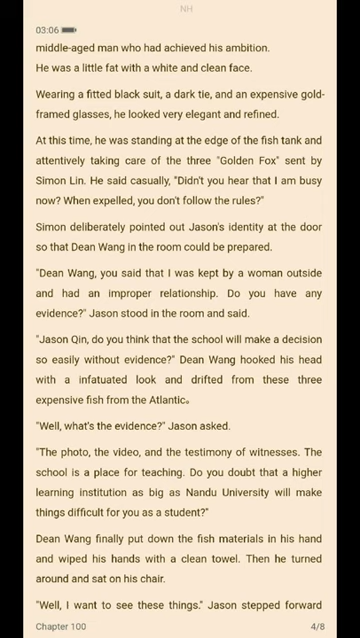 NH
03:06
middle-aged man who had achieved his ambition.
He was a little fat with a white and clean face.
Wearing a fitted black suit, a dark tie, and an expensive gold-
framed glasses, he looked very elegant and refined.
At this time, he was standing at the edge of the fish tank and
attentively taking care of the three "Golden Fox" sent by
Simon Lin. He said casually, "Didn't you hear that I am busy
now? When expelled, you don't follow the rules?"
Simon deliberately pointed out Jason's identity at the door
so that Dean Wang in the room could be prepared.
"Dean Wang, you said that I was kept by a woman outside
and had an improper relationship. Do you have any
evidence?" Jason stood in the room and said.
"Jason Qin, do you think that the school will make a decision
so easily without evidence?" Dean Wang hooked his head
with a infatuated look and drifted from these three
expensive fish from the Atlantic。
"Well, what's the evidence?" Jason asked.
"The photo, the video, and the testimony of witnesses. The
school is a place for teaching. Do you doubt that a higher
learning institution as big as Nandu University will make
things difficult for you as a student?"
Dean Wang finally put down the fish materials in his hand
and wiped his hands with a clean towel. Then he turned
around and sat on his chair.
"Well, I want to see these things." Jason stepped forward
Chapter 100 4/8